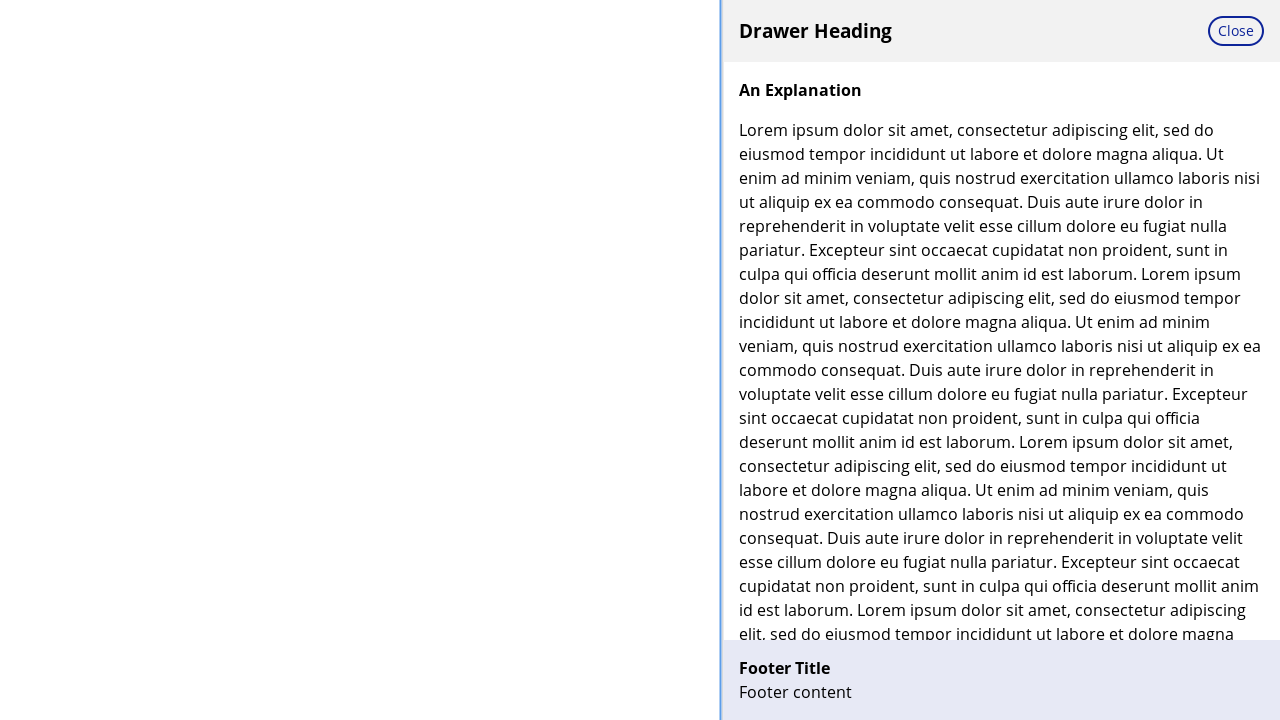 Drawer Heading
Close
An Explanation
Lorem ipsum dolor sit amet, consectetur adipiscing elit, sed do
eiusmod tempor incididunt ut labore et dolore magna aliqua. Ut
enim ad minim veniam, quis nostrud exercitation ullamco laboris nisi
ut aliquip ex ea commodo consequat. Duis aute irure dolor in
reprehenderit in voluptate velit esse cillum dolore eu fugiat nulla
pariatur. Excepteur sint occaecat cupidatat non proident, sunt in
culpa qui officia deserunt mollit anim id est laborum. Lorem ipsum
dolor sit amet, consectetur adipiscing elit, sed do eiusmod tempor
incididunt ut labore et dolore magna aliqua. Ut enim ad minim
veniam, quis nostrud exercitation ullamco laboris nisi ut aliquip ex ea
commodo consequat. Duis aute irure dolor in reprehenderit in
voluptate velit esse cillum dolore eu fugiat nulla pariatur. Excepteur
sint occaecat cupidatat non proident, sunt in culpa qui officia
deserunt mollit anim id est laborum. Lorem ipsum dolor sit amet,
consectetur adipiscing elit, sed do eiusmod tempor incididunt ut
labore et dolore magna aliqua. Ut enim ad minim veniam, quis
nostrud exercitation ullamco laboris nisi ut aliquip ex ea commodo
consequat. Duis aute irure dolor in reprehenderit in voluptate velit
esse cillum dolore eu fugiat nulla pariatur. Excepteur sint occaecat
cupidatat non proident, sunt in culpa qui officia deserunt mollit anim
id est laborum. Lorem ipsum dolor sit amet, consectetur adipiscing
elit, sed do eiusmod tempor incididunt ut labore et dolore magna
Footer Title
Footer content